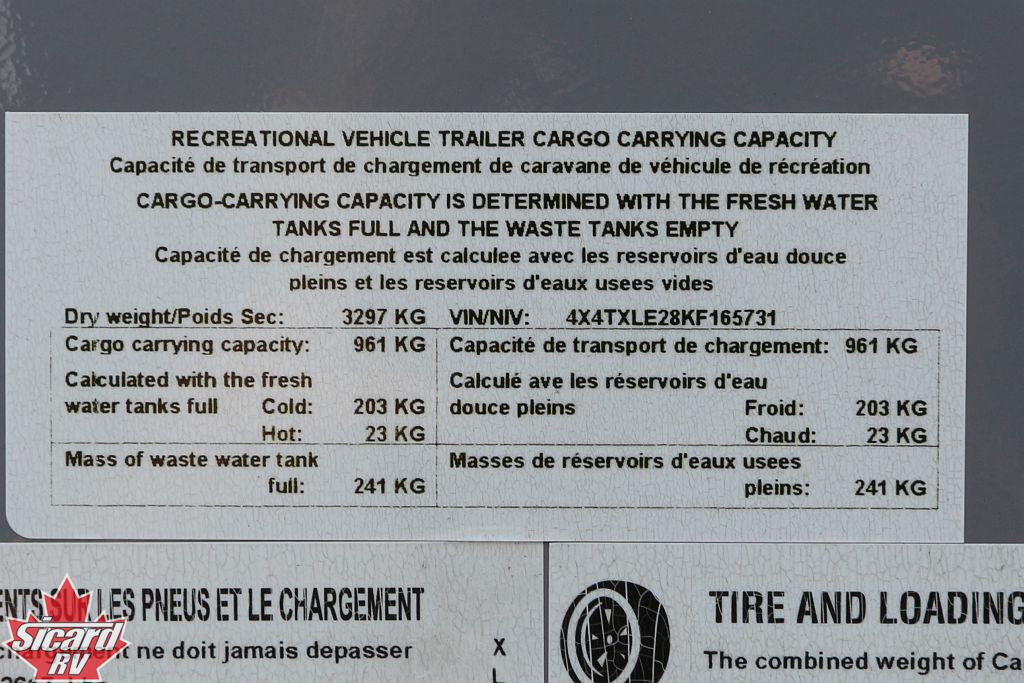 RECREATIONAL VEHICLE TRAILER CARGO CARRYING CAPACITY
Capacité de transport de chargement de caravane de véhicule de récréation
CARGO-CARRYING CAPACITY IS DETERMINED WITH THE FRESH WATER
TANKS FULL AND THE WASTE TANKS EMPTY
Capacité de chargement est calculee avec les reservoirs d'eau douce
pleins et les reservoirs d'eaux usees vides
Dry weight/Poids Sec: 3297 KG VIN/NIV: 4X4TXLE28KF165731
Cargo carrying capacity: 961 KG Capacité de transport de chargement: 961 KG
Calculated with the fresh Calculé ave les réservoirs d'eau
water tanks full Cold: 203 KG douce pleins Froid: 203 KG
Hot: 23 KG Chaud: 23 KG
Mass of waste water tank Masses de réservoirs d'eaux usees
full: 241 KG pleins: 241 KG
LES PNEUS ET LE CHARGEMENT
ne doit jamais depasser
X
L
Sicard
RV
TIRE AND LOADING
The combined weight of Ca